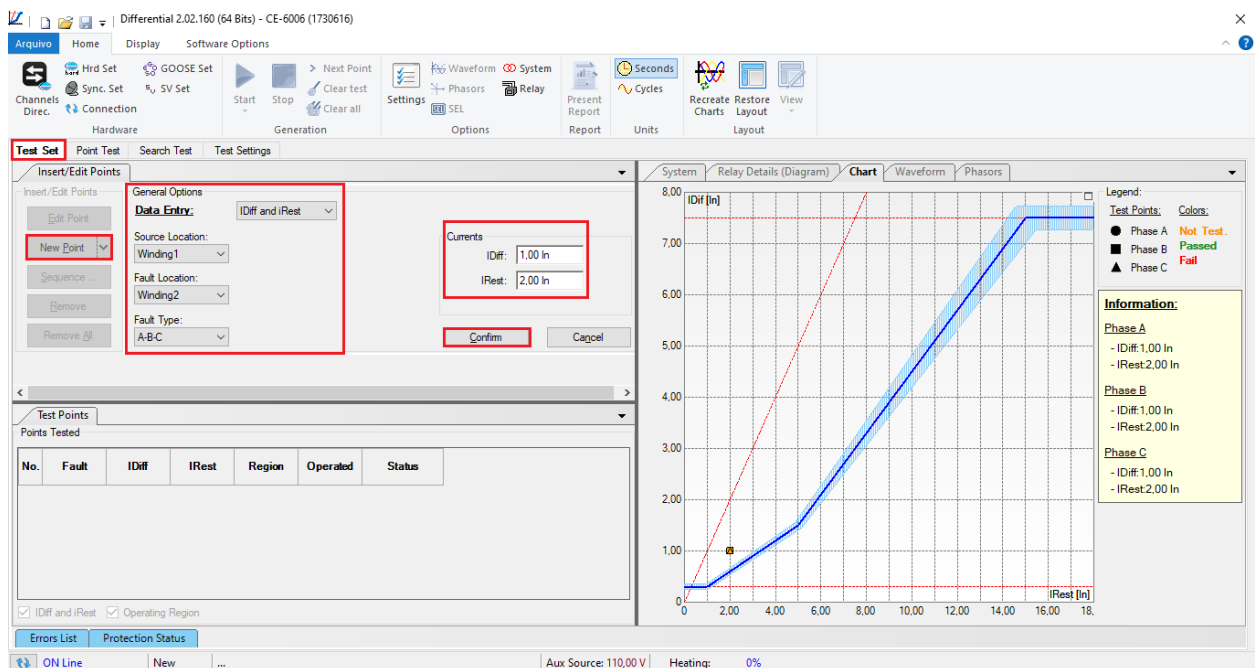 Differential 2.02.160 (64 Bits) - CE-6006 (1730616)
Arquivo Home Display Software Options
Channels Direc.
Hrd Set
Sync. Set
Connection
GOOSE Set
SV Set
Hardware
Start Stop
Next Point
Clear test
Clear all
Generation
Settings
Waveform
Phasors
SEL
System
Relay
Options
Present Report
Report
Seconds
Cycles
Units
Recreate Charts
Restore Layout
View
Layout
Test Set Point Test Search Test Test Settings
Insert/Edit Points
Insert/Edit Points
Edit Point
New Point
Sequence ...
Remove
Remove All
General Options
Data Entry: IDiff and iRest
Source Location:
Winding1
Fault Location:
Winding2
Fault Type:
A-B-C
Currents
IDiff: 1,00 In
IRest: 2,00 In
Confirm Cancel
Test Points
Points Tested
No. Fault IDiff IRest Region Operated Status
IDiff and iRest Operating Region
Errors List Protection Status
System Relay Details (Diagram) Chart Waveform Phasors
IDif [In]
8,00
7,00
6,00
5,00
4,00
3,00
2,00
1,00
0
0 2,00 4,00 6,00 8,00 10,00 12,00 14,00 16,00 18,
IRest [In]
Legend:
Test Points: Colors:
Phase A Not Test.
Phase B Passed
Phase C Fail
Information:
Phase A
- IDiff:1,00 In
- IRest:2,00 In
Phase B
- IDiff:1,00 In
- IRest:2,00 In
Phase C
- IDiff:1,00 In
- IRest:2,00 In
ON Line New ... Aux Source: 110,00 V Heating: 0%